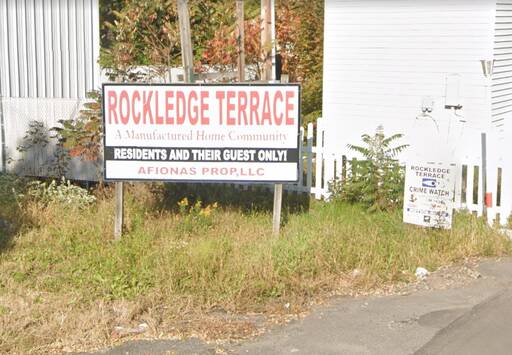 ROCKLEDGE TERRACE
A Manufactured Home Community
RESIDENTS AND THEIR GUEST ONLY!
AFIONAS PROP,LLC
ROCKLEDGE
TERRACE
CRIME WATCH